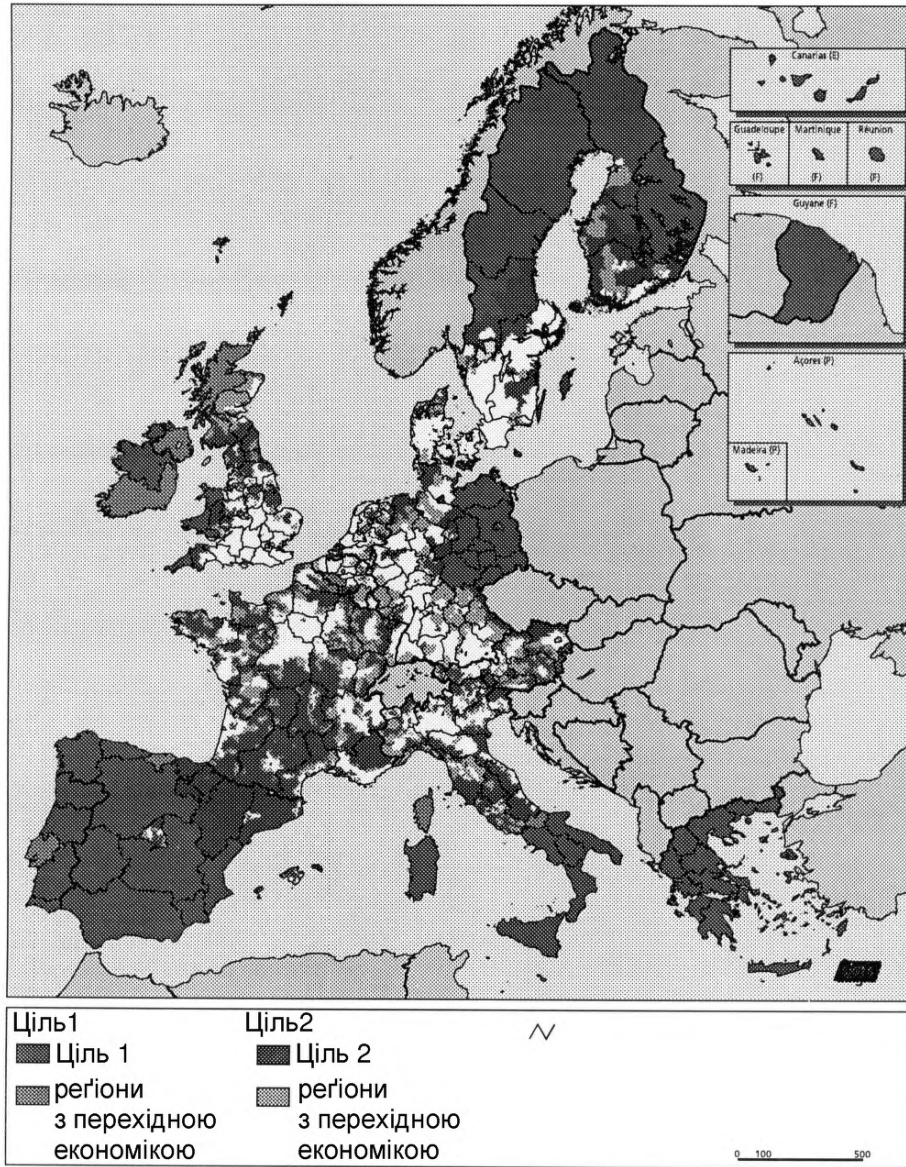 Canarias (E)
Guadeloupe
Martinique
Réunion
(F)
(F)
(F)
Guyane (F)
Açores (P)
Madeira (P)
Ціль1
Ціль 1
реґіони
з перехідною
економікою
Ціль2
Ціль 2
реґіони
з перехідною
економікою
0 100 500